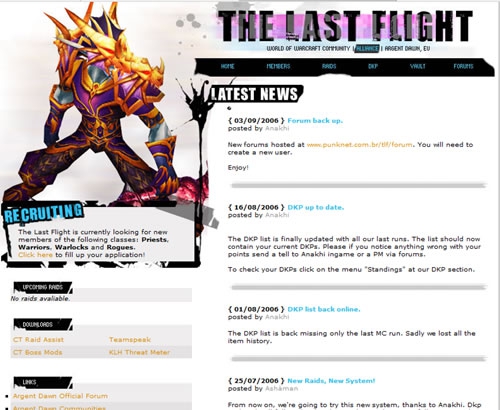 THE LAST FLIGHT
WORLD OF WARCRAFT COMMUNITY | ALLIANCE | ARGENT DAWN, EU
HOME MEMBERS RAIDS DKP VAULT FORUMS
LATEST NEWS
{ 03/09/2006 } Forum back up.
posted by Anakhi
New forums hosted at www.punknet.com.br/tlf/forum. You will need
to create a new user.
Enjoy!
{ 16/08/2006 } DKP up to date.
posted by Anakhi
The DKP list is finally updated with all our last runs. The list should now
contain your current DKPs. Please if you notice anything wrong with your
points send a tell to Anakhi ingame or a PM via forums.
To check your DKPs click on the menu "Standings" at our DKP section.
{ 01/08/2006 } DKP list back online.
posted by Anakhi
The DKP list is back missing only the last MC run. Sadly we lost all the
item history.
{ 25/07/2006 } New Raids, New System!
posted by Ashaman
From now on, we're going to try this new system, thanks to Anakhi. Dkp
RECRUITING
The Last Flight is currently looking for new
members of the following classes: Priests,
Warriors, Warlocks and Rogues.
Click here to fill up your application!
UPCOMING RAIDS
No raids avaliable.
DOWNLOADS
CT Raid Assist Teamspeak
CT Boss Mods KLH Threat Meter
LINKS
Argent Dawn Official Forum
Argent Dawn Communities